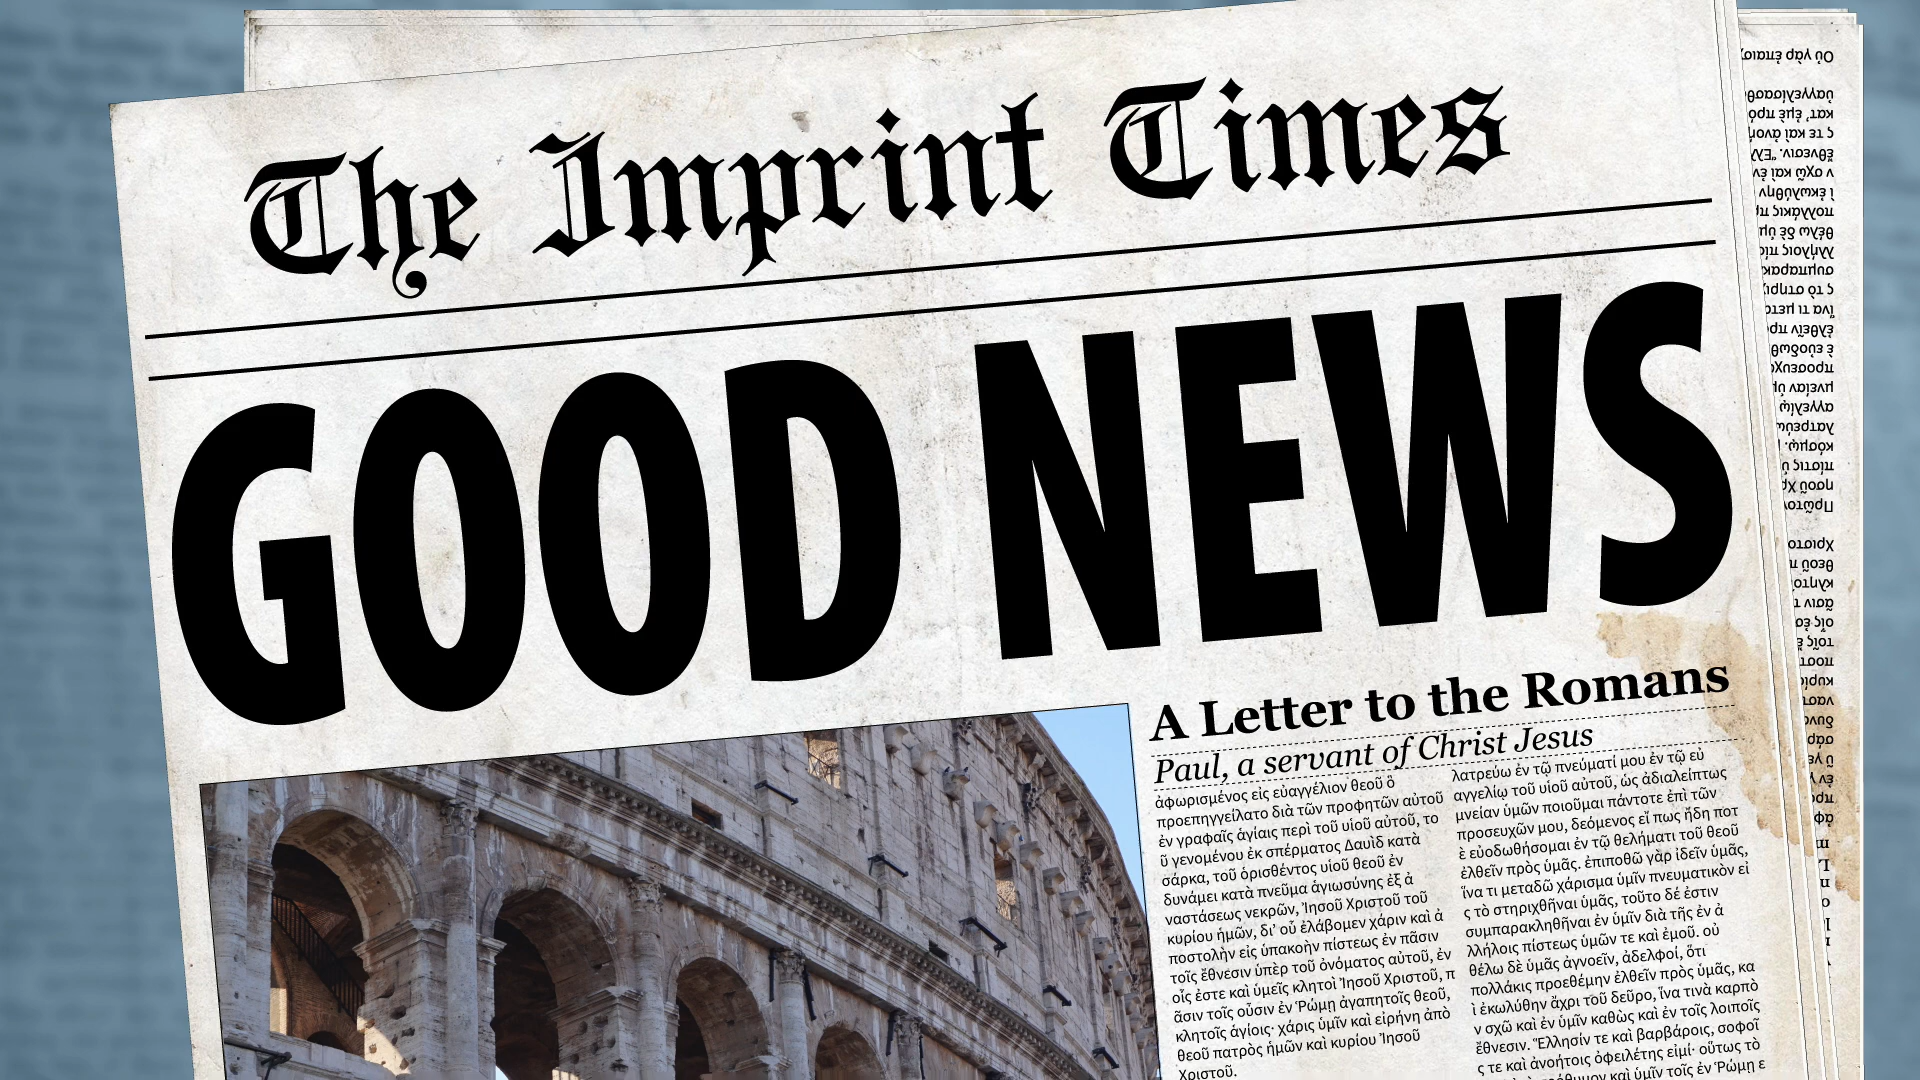 The Imprint Times
GOOD NEWS
A Letter to the Romans
Paul, a servant of Christ Jesus
ἀφωρισμένος εἰς εὐαγγέλιον θεοῦ ὃ
προεπηγγείλατο διὰ τῶν προφητῶν αὐτοῦ
ἐν γραφαῖς ἁγίαις περὶ τοῦ υἱοῦ αὐτοῦ, το
ῦ γενομένου ἐκ σπέρματος Δαυὶδ κατὰ
σάρκα, τοῦ ὁρισθέντος υἱοῦ θεοῦ ἐν
δυνάμει κατὰ πνεῦμα ἁγιωσύνης ἐξ ἀ
ναστάσεως νεκρῶν, Ἰησοῦ Χριστοῦ τοῦ
κυρίου ἡμῶν, δι’ οὗ ἐλάβομεν χάριν καὶ ἀ
ποστολὴν εἰς ὑπακοὴν πίστεως ἐν πᾶσιν
τοῖς ἔθνεσιν ὑπὲρ τοῦ ὀνόματος αὐτοῦ, ἐν
οἷς ἐστε καὶ ὑμεῖς κλητοὶ Ἰησοῦ Χριστοῦ, π
ᾶσιν τοῖς οὖσιν ἐν Ῥώμῃ ἀγαπητοῖς θεοῦ,
κλητοῖς ἁγίοις· χάρις ὑμῖν καὶ εἰρήνη ἀπὸ
θεοῦ πατρὸς ἡμῶν καὶ κυρίου Ἰησοῦ
Χριστοῦ.
λατρεύω ἐν τῷ πνεύματί μου ἐν τῷ εὐ
αγγελίῳ τοῦ υἱοῦ αὐτοῦ, ὡς ἀδιαλείπτως
μνείαν ὑμῶν ποιοῦμαι πάντοτε ἐπὶ τῶν
προσευχῶν μου, δεόμενος εἴ πως ἤδη ποτ
ὲ εὐοδωθήσομαι ἐν τῷ θελήματι τοῦ θεοῦ
ἐλθεῖν πρὸς ὑμᾶς. ἐπιποθῶ γὰρ ἰδεῖν ὑμᾶς,
ἵνα τι μεταδῶ χάρισμα ὑμῖν πνευματικὸν εἰ
ς τὸ στηριχθῆναι ὑμᾶς, τοῦτο δέ ἐστιν
συμπαρακληθῆναι ἐν ὑμῖν διὰ τῆς ἐν ἀ
λλήλοις πίστεως ὑμῶν τε καὶ ἐμοῦ. οὐ
θέλω δὲ ὑμᾶς ἀγνοεῖν, ἀδελφοί, ὅτι
πολλάκις προεθέμην ἐλθεῖν πρὸς ὑμᾶς, κα
ὶ ἐκωλύθην ἄχρι τοῦ δεῦρο, ἵνα τινὰ καρπὸ
ν σχῶ καὶ ἐν ὑμῖν καθὼς καὶ ἐν τοῖς λοιποῖς
ἔθνεσιν. Ἕλλησίν τε καὶ βαρβάροις, σοφοῖ
ς τε καὶ ἀνοήτοις ὀφειλέτης εἰμί· οὕτως τὸ
καὶ ὑμῖν τοῖς ἐν Ῥώμῃ ε